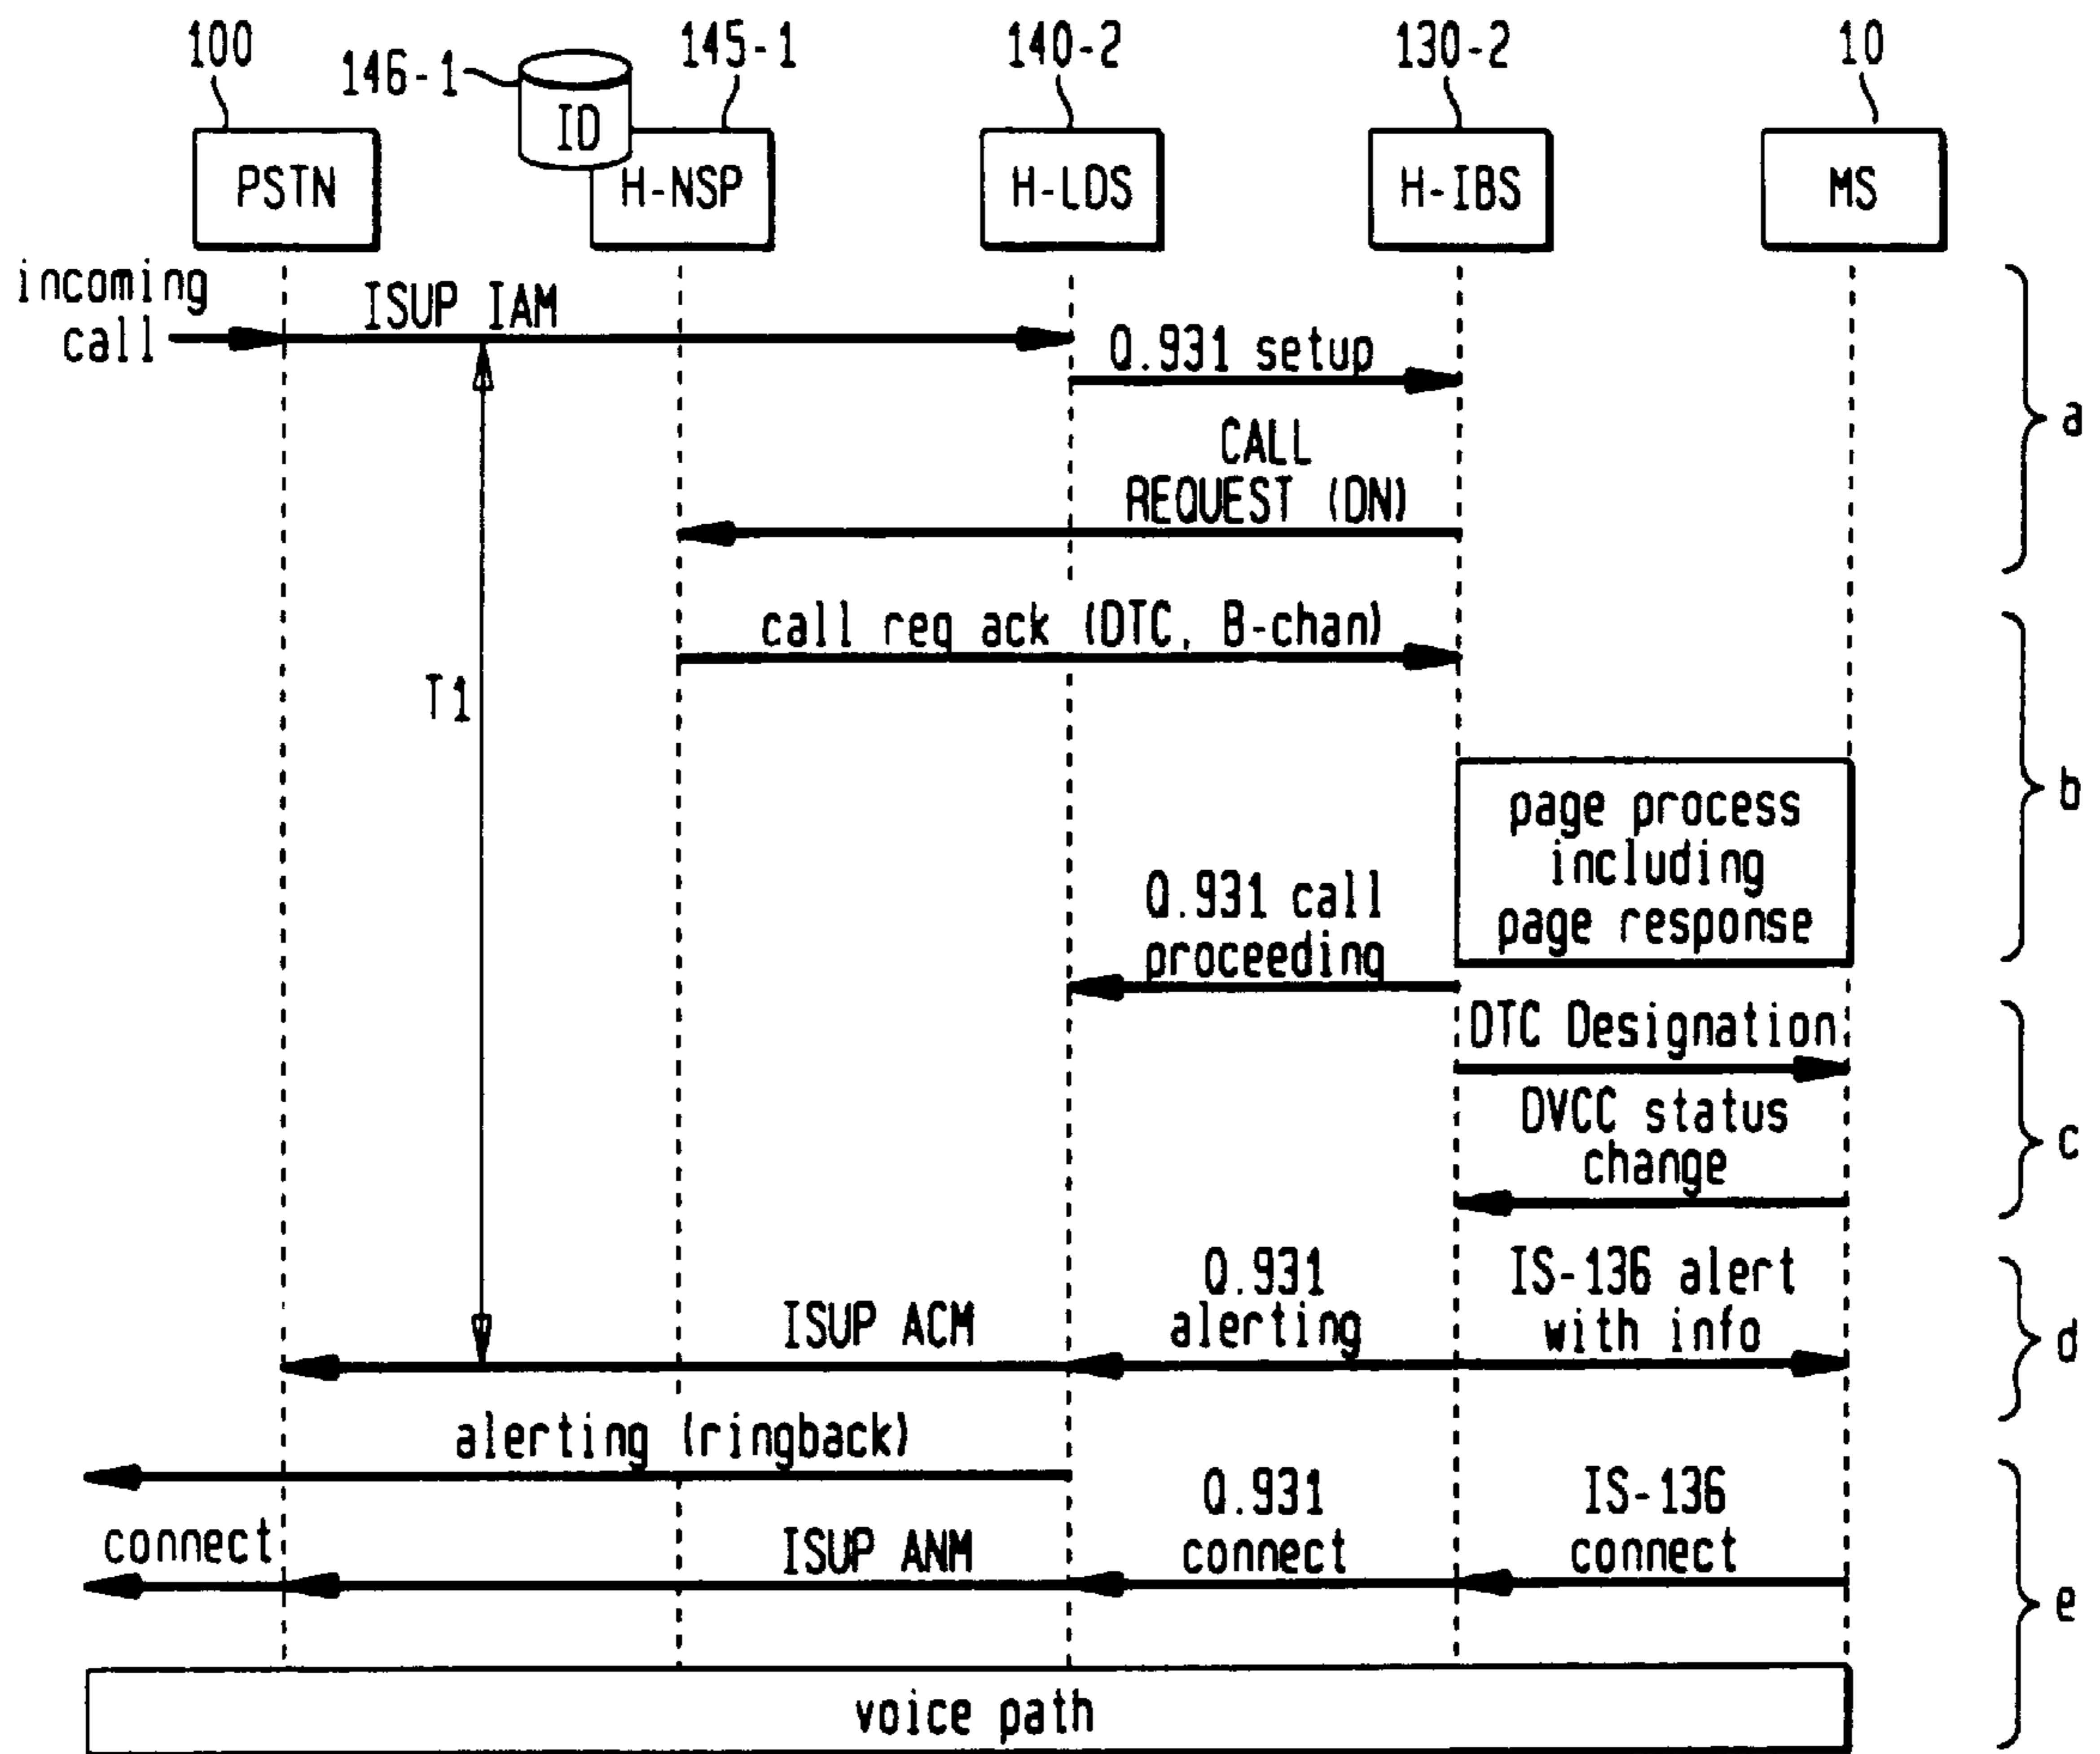 100
146-1
145-1
140-2
130-2
10
ID
PSTN
H-NSP
H-LDS
H-IBS
MS
incoming
call
ISUP IAM
Q.931 setup
CALL
REQUEST (DN)
a
call req ack (DTC, B-chan)
T1
page process
including
page response
b
Q.931 call
proceeding
DTC Designation
DVCC status
change
c
ISUP ACM
Q.931
alerting
IS-136 alert
with info
d
alerting (ringback)
connect
ISUP ANM
Q.931
connect
IS-136
connect
e
voice path